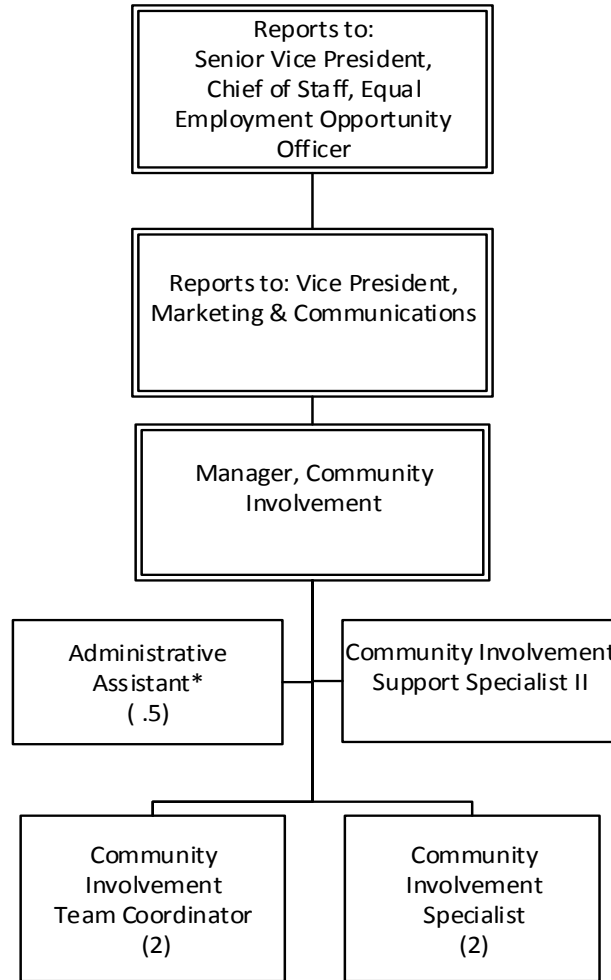 Reports to:
Senior Vice President,
Chief of Staff, Equal
Employment Opportunity
Officer
Reports to: Vice President,
Marketing & Communications
Manager, Community
Involvement
Administrative
Assistant*
( .5)
Community Involvement
Support Specialist II
Community
Involvement
Team Coordinator
(2)
Community
Involvement
Specialist
(2)